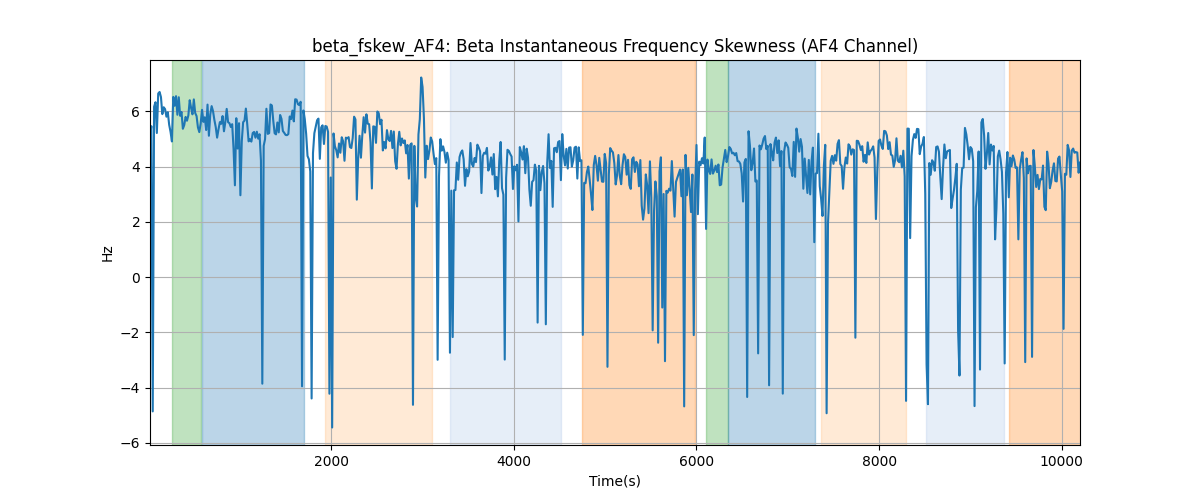 beta_fskew_AF4: Beta Instantaneous Frequency Skewness (AF4 Channel)
6
4
2
0
−2
−4
−6
Hz
2000 4000 6000 8000 10000
Time(s)